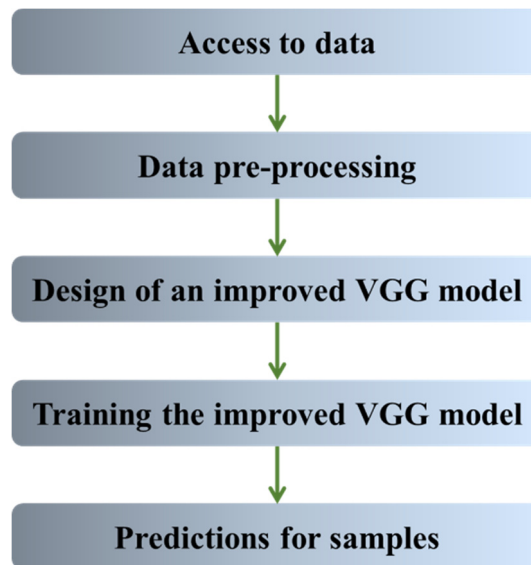 Access to data
Data pre-processing
Design of an improved VGG model
Training the improved VGG model
Predictions for samples